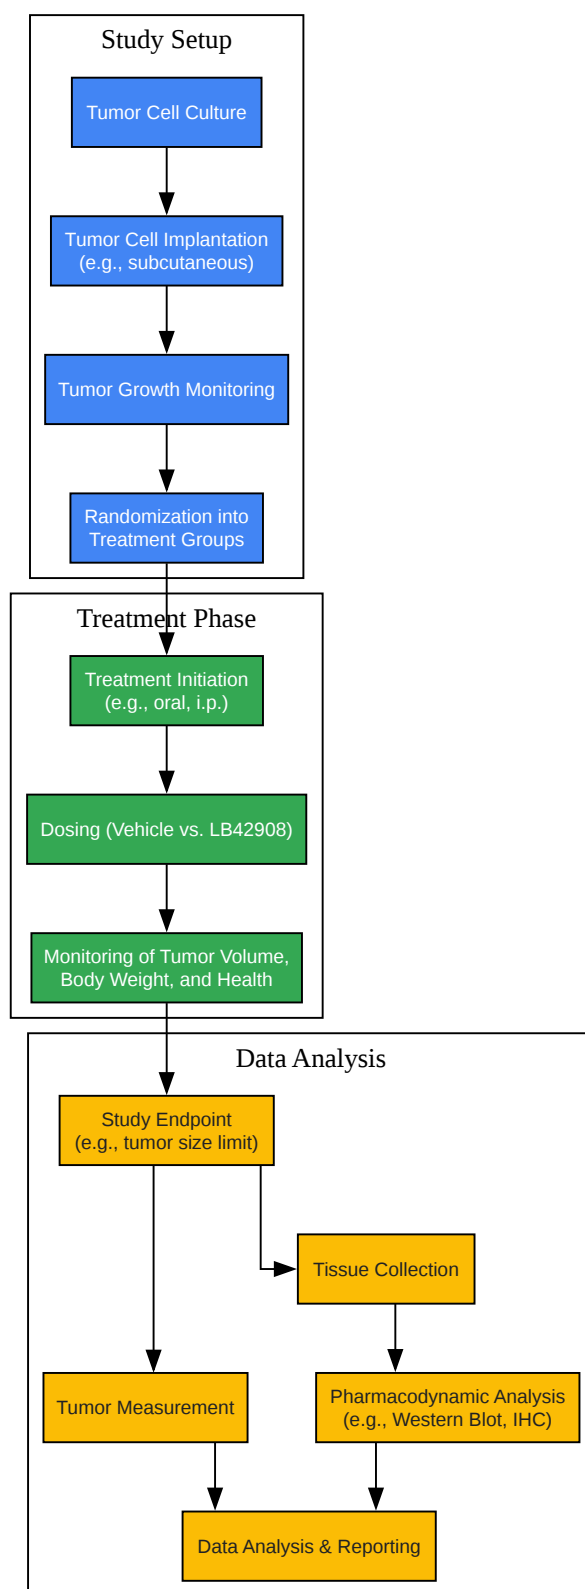 Study Setup
Tumor Cell Culture
Tumor Cell Implantation
(e.g., subcutaneous)
Tumor Growth Monitoring
Randomization into
Treatment Groups
Treatment Phase
Treatment Initiation
(e.g., oral, i.p.)
Dosing (Vehicle vs. LB42908)
Monitoring of Tumor Volume,
Body Weight, and Health
Data Analysis
Study Endpoint
(e.g., tumor size limit)
Tissue Collection
Tumor Measurement
Pharmacodynamic Analysis
(e.g., Western Blot, IHC)
Data Analysis & Reporting